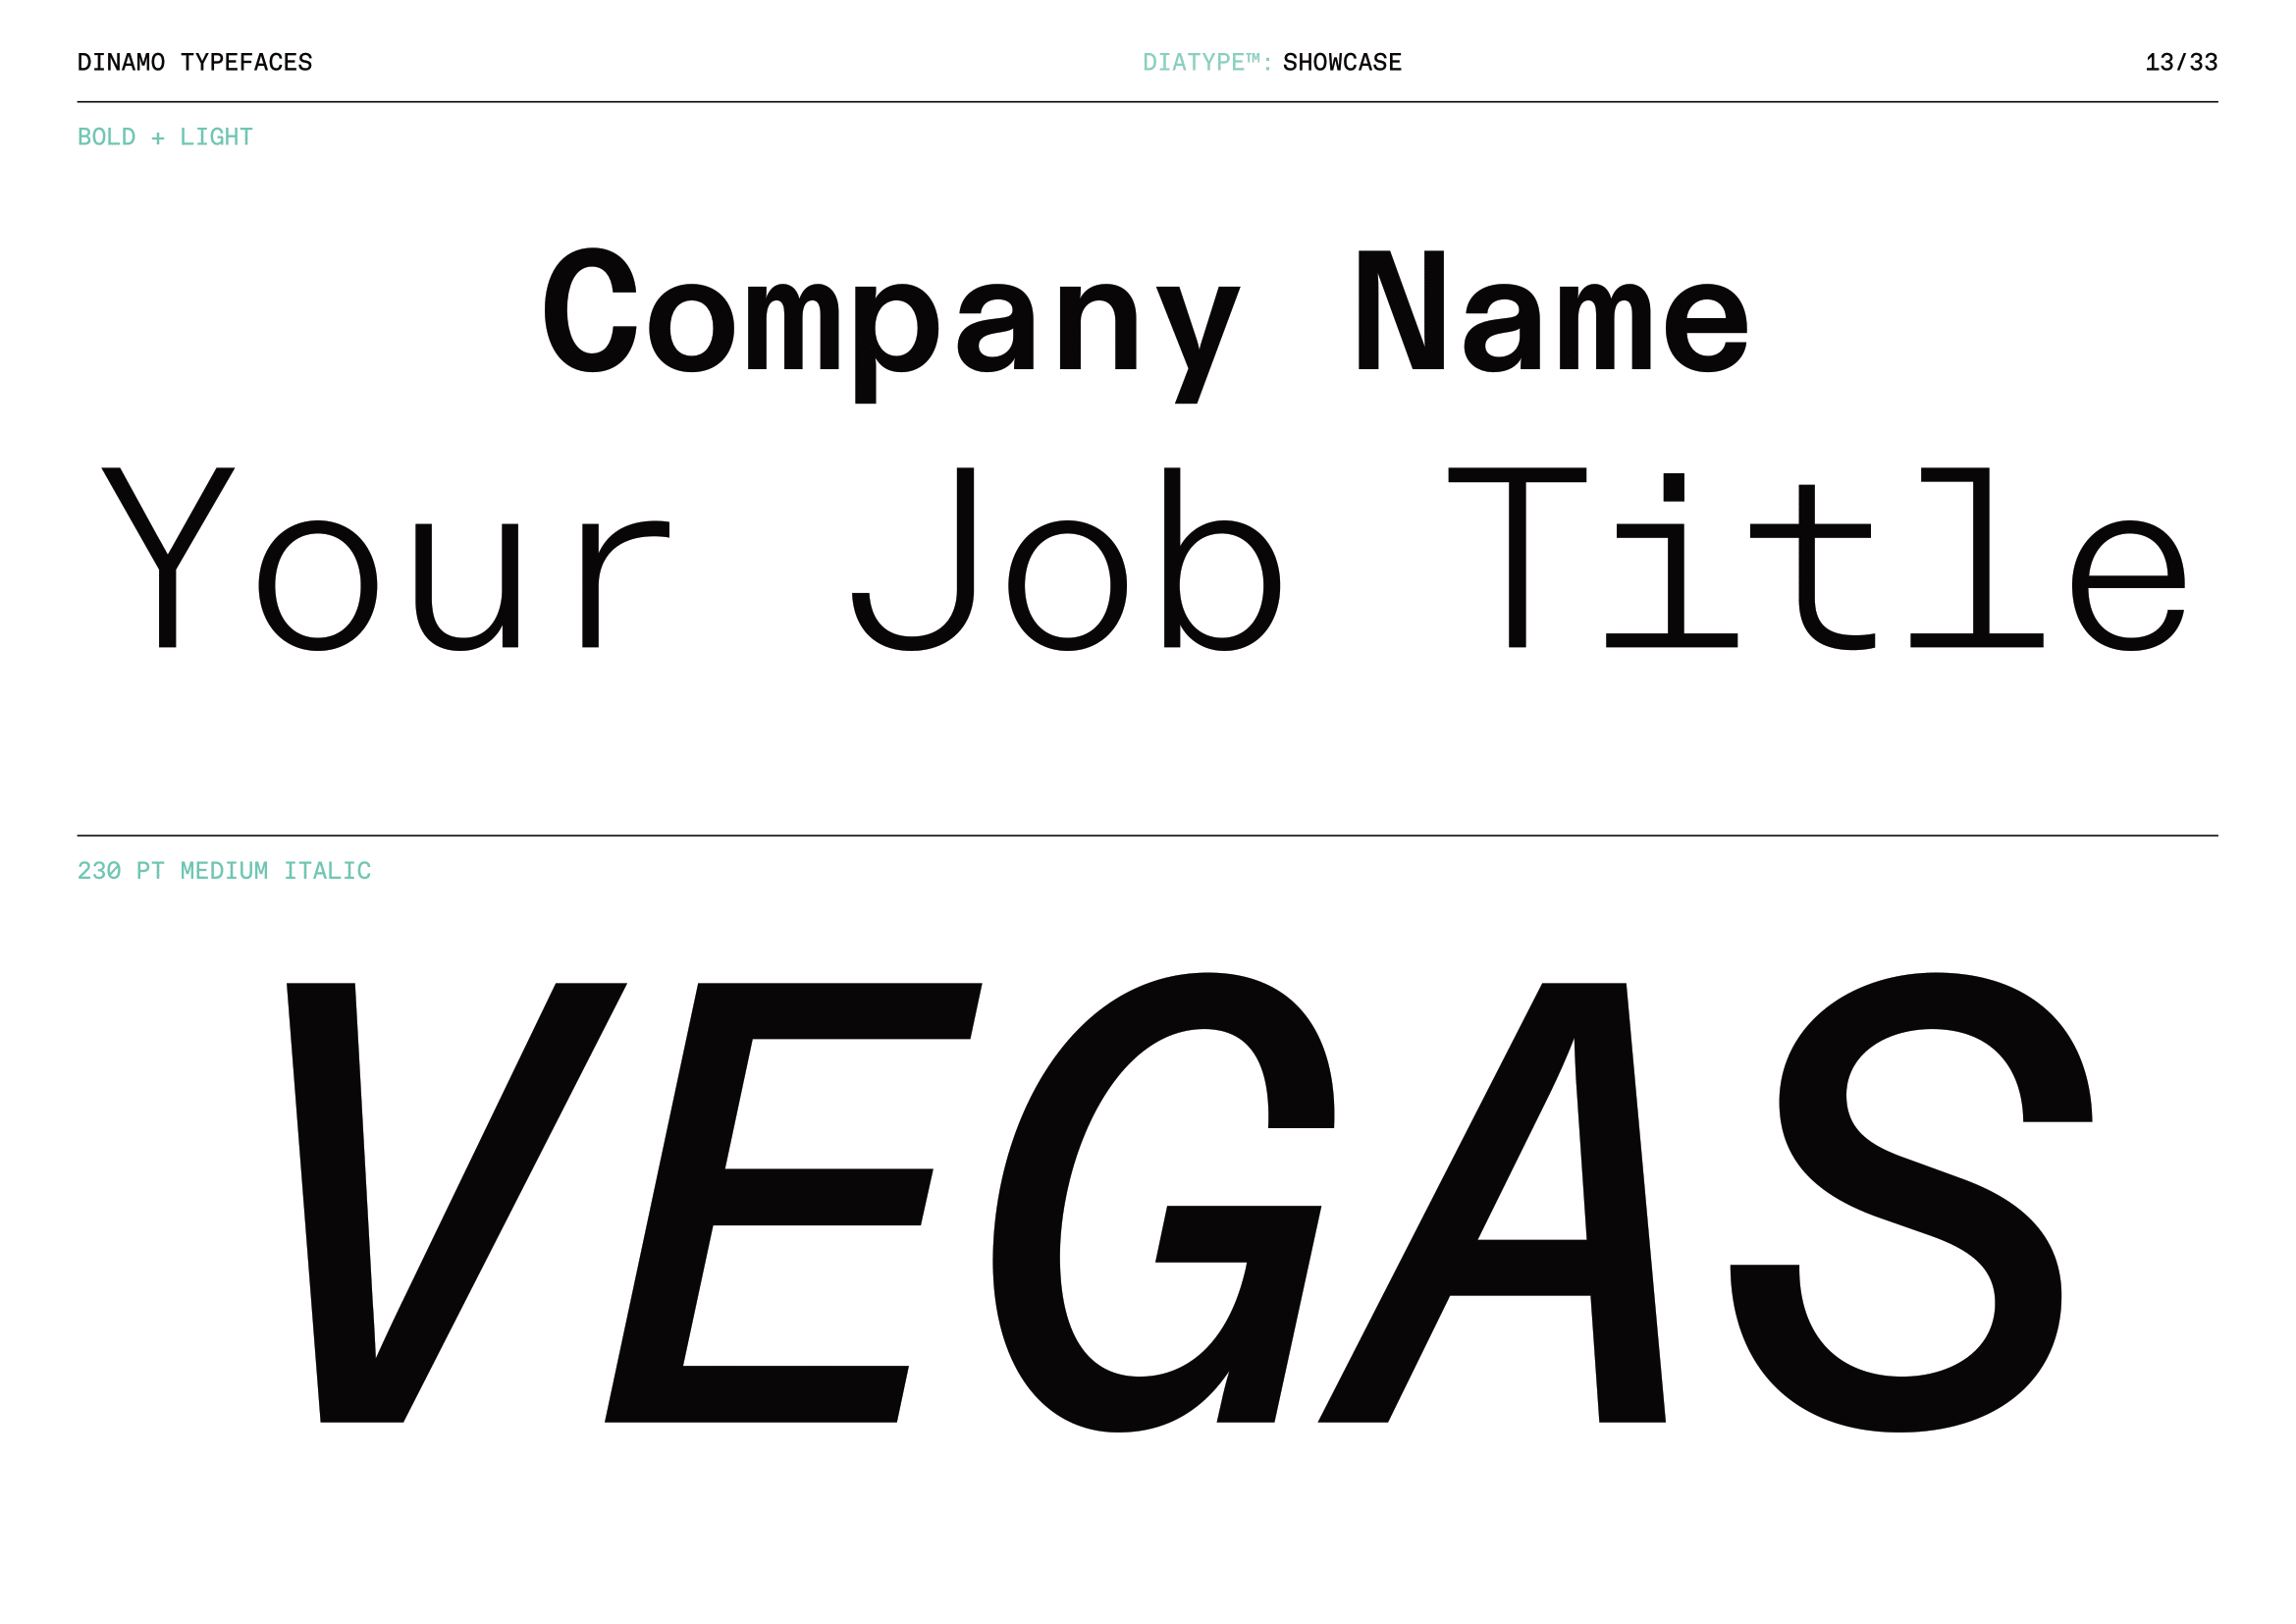 DINAMO TYPEFACES DIATYPE™: SHOWCASE 13/33
BOLD + LIGHT
Company Name
Your Job Title
230 PT MEDIUM ITALIC
VEGAS